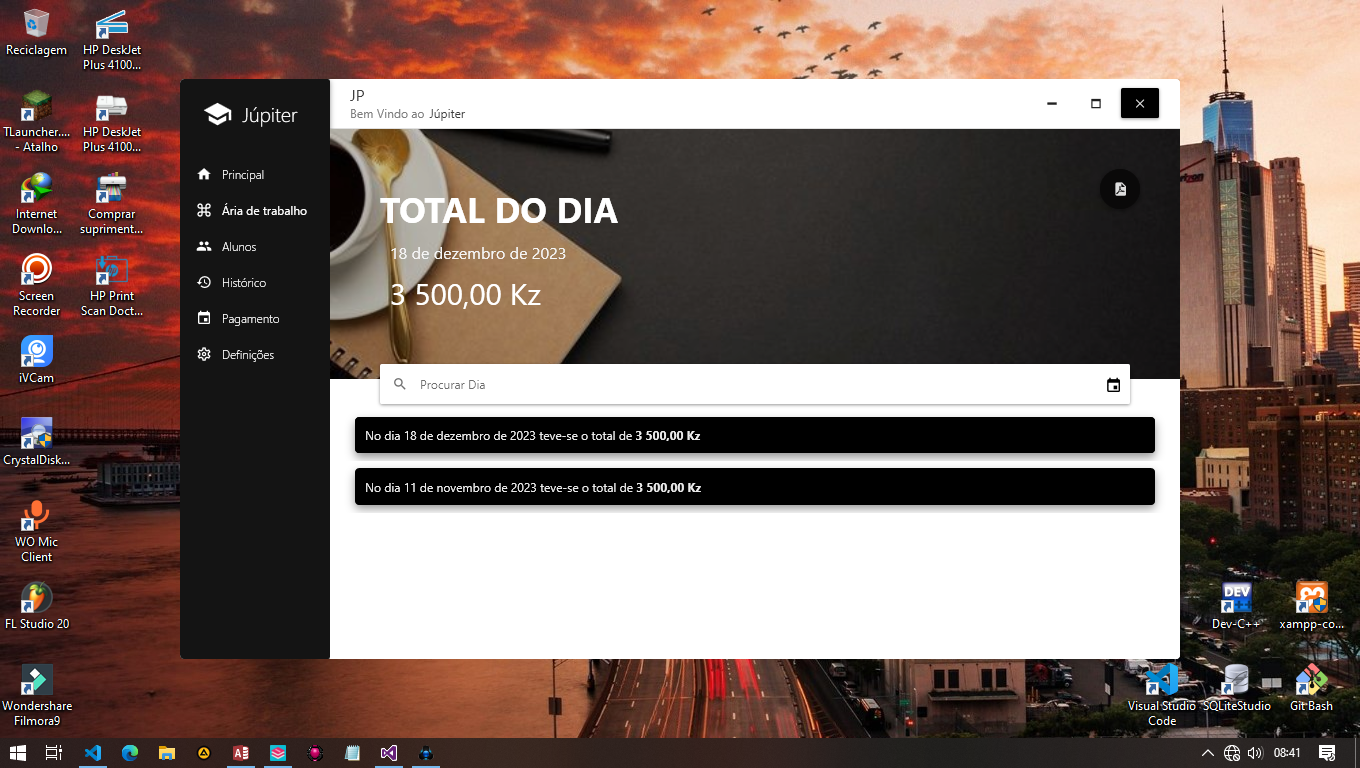 Reciclagem
HP DeskJet
Plus 4100...
TLauncher....
- Atalho
HP DeskJet
Plus 4100...
Internet
Downlo...
Comprar
supriment...
Screen
Recorder
HP Print
Scan Doct...
iVCam
CrystalDisk...
WO Mic
Client
FL Studio 20
Wondershare
Filmora9
Júpiter
Principal
Ária de trabalho
Alunos
Histórico
Pagamento
Definições
JP
Bem Vindo ao Júpiter
TOTAL DO DIA
18 de dezembro de 2023
3 500,00 Kz
Procurar Dia
No dia 18 de dezembro de 2023 teve-se o total de 3 500,00 Kz
No dia 11 de novembro de 2023 teve-se o total de 3 500,00 Kz
verizon
DEV
Dev-C++
xampp-co...
Visual Studio
Code
SQLiteStudio
Git Bash
08:41